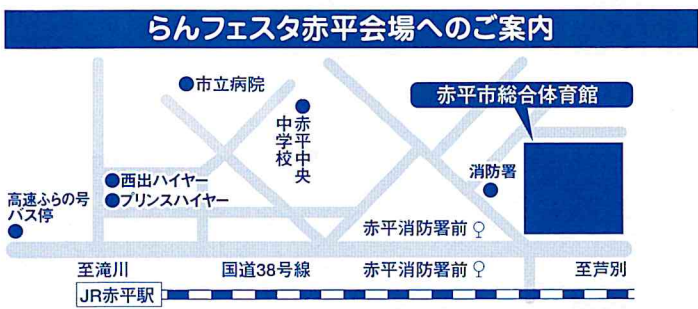 らんフェスタ赤平会場へのご案内
市立病院
赤平市総合体育館
赤平中央
中学校
消防署
西出ハイヤー
プリンスハイヤー
高速ふらの号
バス停
赤平消防署前
至滝川
国道38号線
赤平消防署前
至芦別
JR赤平駅